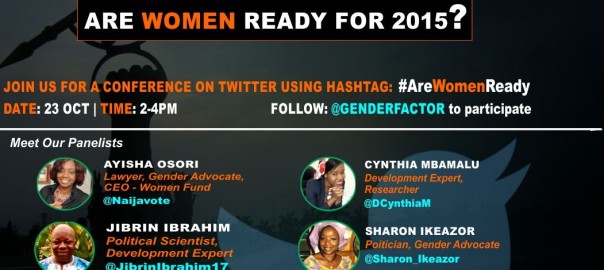 ARE WOMEN READY FOR 2015?
JOIN US FOR A CONFERENCE ON TWITTER USING HASHTAG: #AreWomenReady
DATE: 23 OCT | TIME: 2-4PM FOLLOW: @GENDERFACTOR to participate
Meet Our Panelists
AYISHA OSORI
Lawyer, Gender Advocate,
CEO - Women Fund
@Naijavote
CYNTHIA MBAMALU
Development Expert,
Researcher
@DCynthiaM
JIBRIN IBRAHIM
Political Scientist,
Development Expert
@JibrinIbrahim17
SHARON IKEAZOR
Poitician, Gender Advocate
@Sharon_Ikeazor